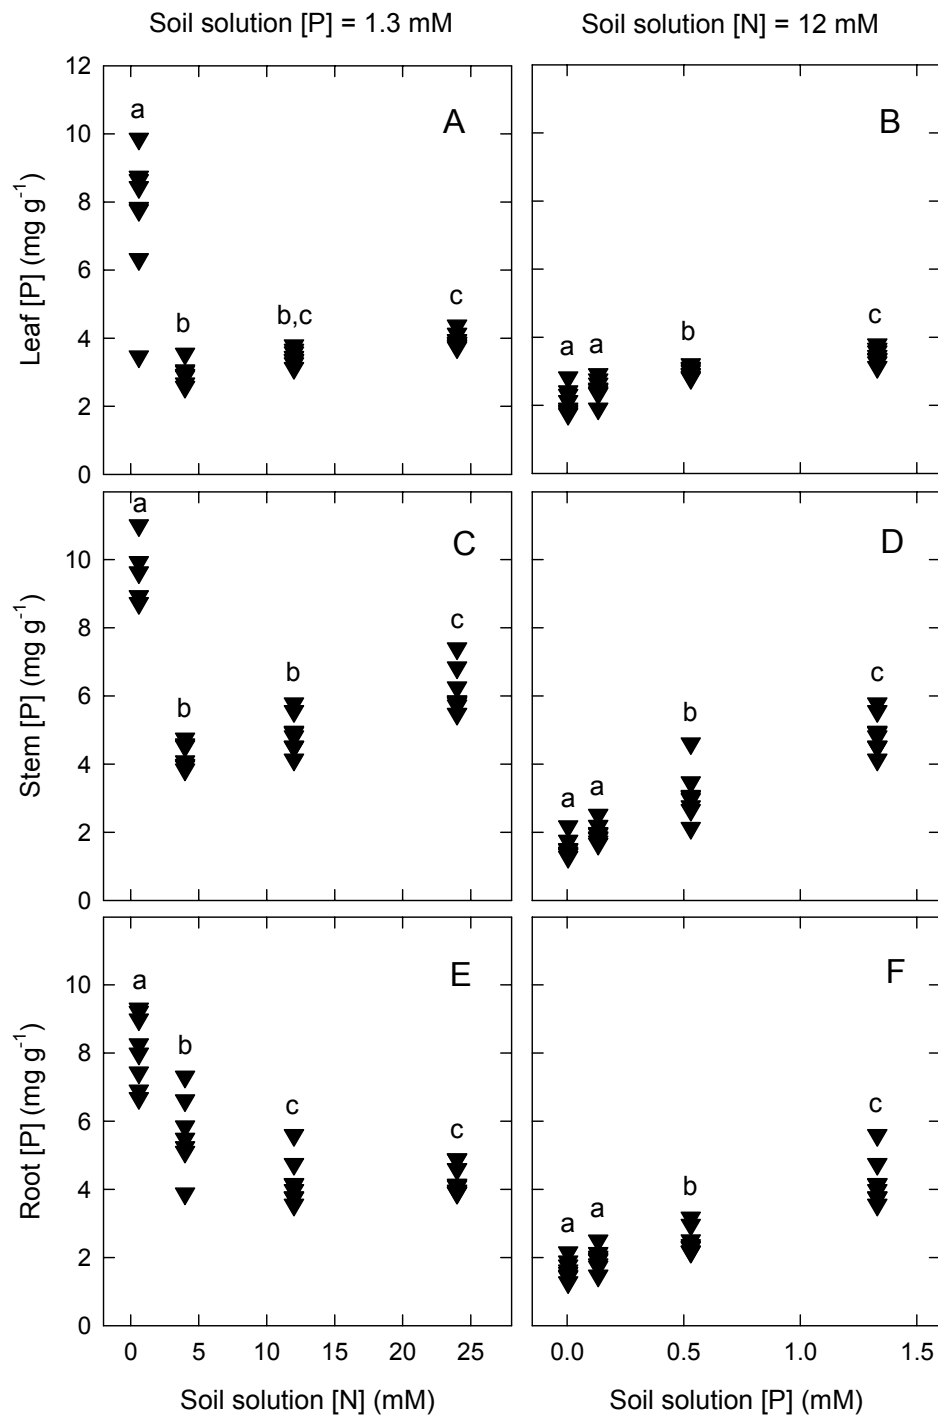 Soil solution [P] = 1.3 mM
Soil solution [N] = 12 mM
12
10
8
6
4
2
0
Leaf [P] (mg g⁻¹)
a
b
b,c
c
A
a
a
b
c
B
10
8
6
4
2
0
Stem [P] (mg g⁻¹)
a
b
b
c
C
a
a
b
c
D
10
8
6
4
2
0
Root [P] (mg g⁻¹)
a
b
c
c
E
a
a
b
c
F
0 5 10 15 20 25
0.0 0.5 1.0 1.5
Soil solution [N] (mM)
Soil solution [P] (mM)